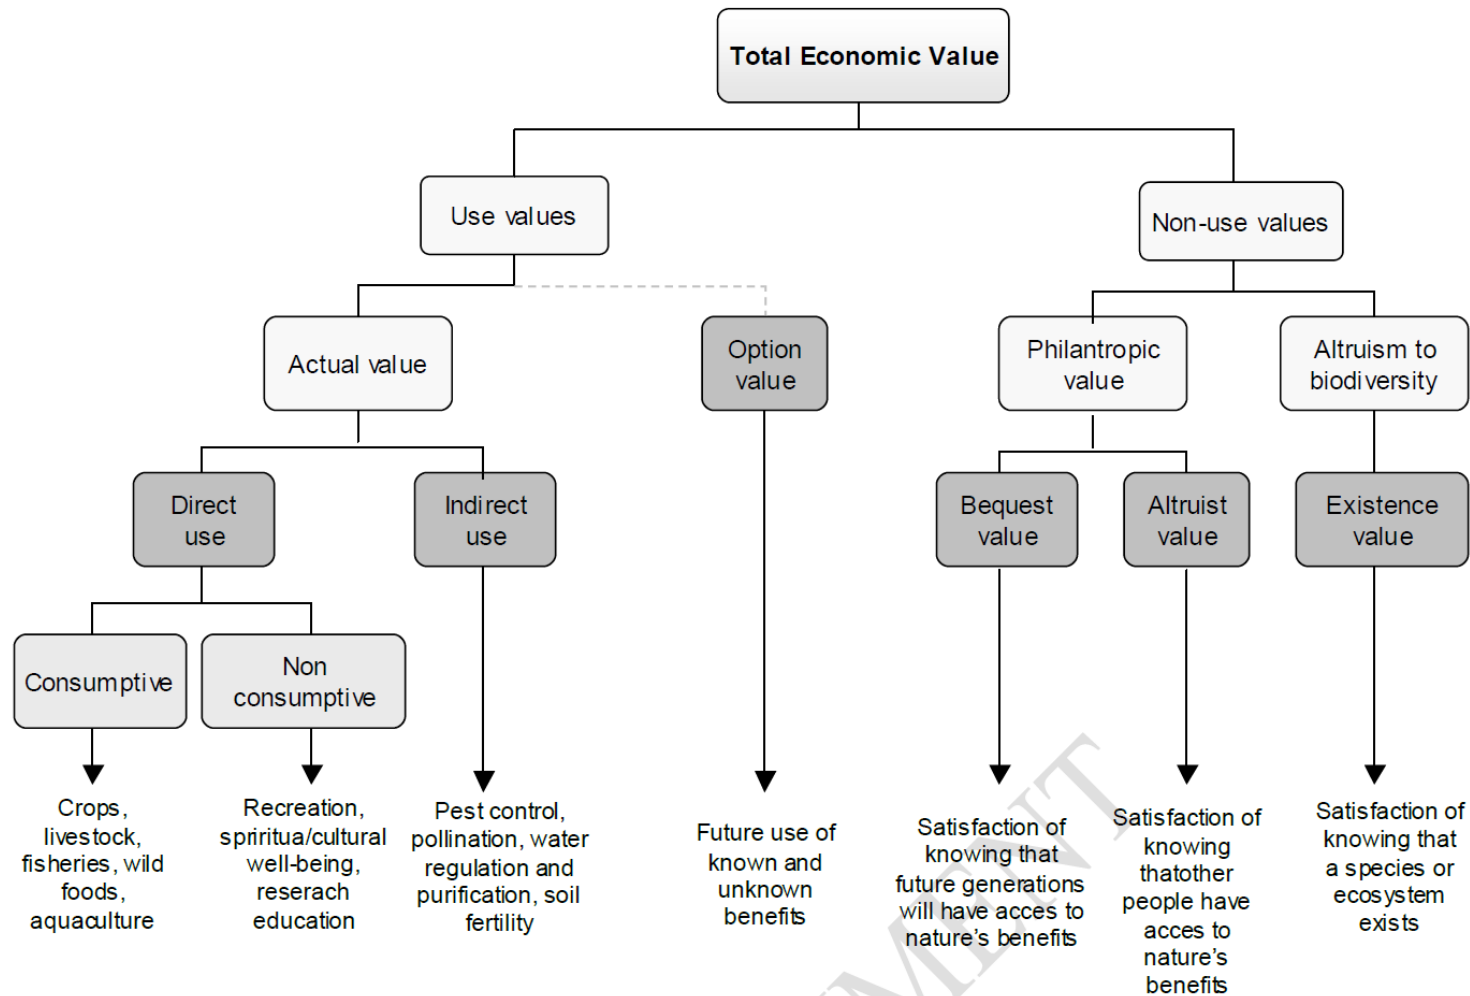 Total Economic Value
Use values
Non-use values
Actual value
Option
value
Philantropic
value
Altruism to
biodiversity
Direct
use
Indirect
use
Bequest
value
Altruist
value
Existence
value
Consumptive
Non
consumptive
Crops,
livestock,
fisheries, wild
foods,
aquaculture
Recreation,
spriritua/cultural
well-being,
reserach
education
Pest control,
pollination, water
regulation and
purification, soil
fertility
Future use of
known and
unknown
benefits
Satisfaction of
knowing that
future generations
will have acces to
nature's benefits
Satisfaction of
knowing
thatother
people have
acces to
nature's
benefits
Satisfaction of
knowing that
a species or
ecosystem
exists
MENT